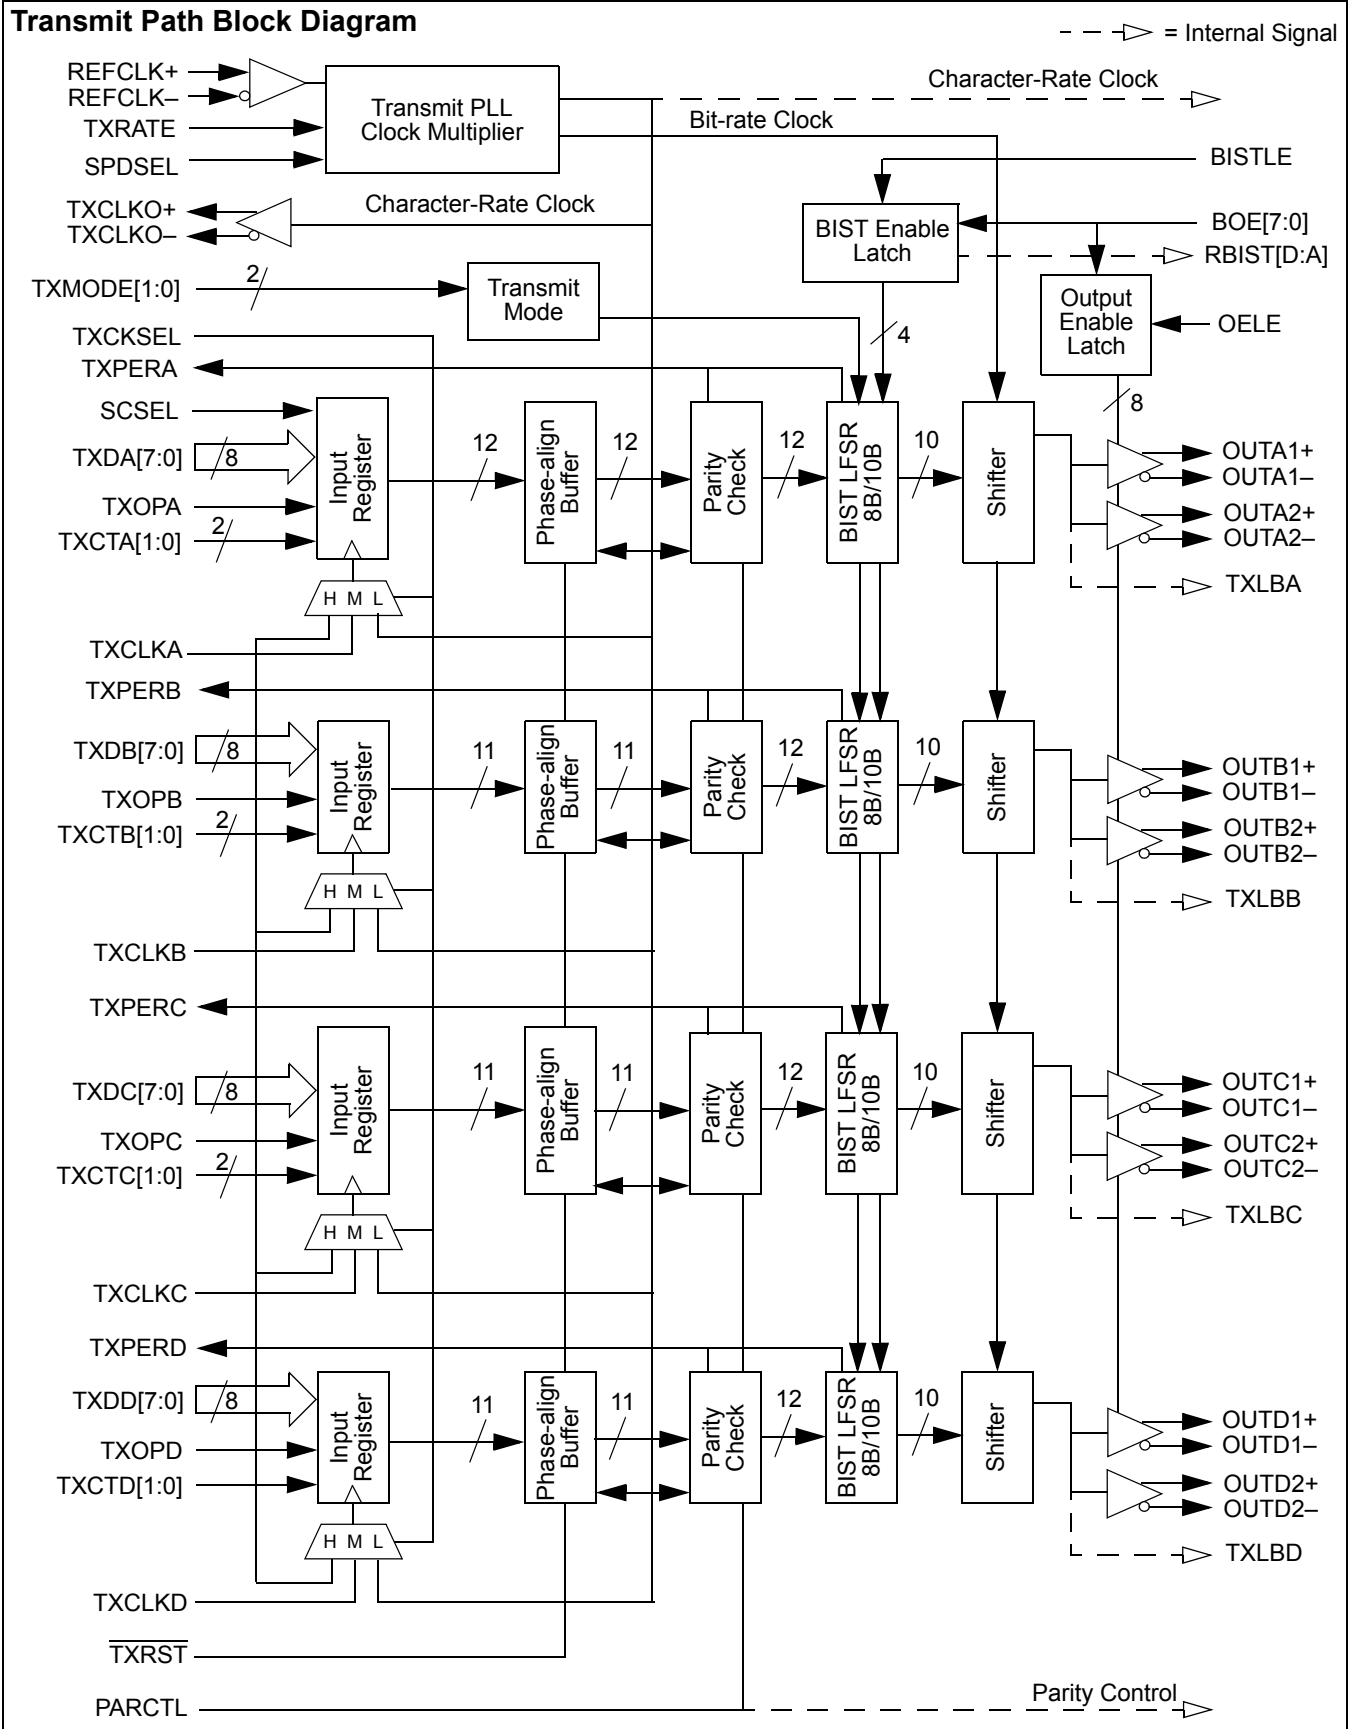 Transmit Path Block Diagram
= Internal Signal
REFCLK+
REFCLK–
TXRATE
SPDSEL
Transmit PLL
Clock Multiplier
Character-Rate Clock
Bit-rate Clock
BISTLE
TXCLKO+
TXCLKO–
Character-Rate Clock
BIST Enable
Latch
BOE[7:0]
RBIST[D:A]
TXMODE[1:0]
2
Transmit
Mode
Output
Enable
Latch
OELE
4
8
TXCKSEL
TXPERA
SCSEL
TXDA[7:0]
8
TXOPA
TXCTA[1:0]
2
Input
Register
12
Phase-align
Buffer
12
Parity
Check
12
BIST LFSR
8B/10B
10
Shifter
OUTA1+
OUTA1–
OUTA2+
OUTA2–
TXLBA
H M L
TXCLKA
TXPERB
TXDB[7:0]
8
TXOPB
TXCTB[1:0]
2
Input
Register
11
Phase-align
Buffer
11
Parity
Check
12
BIST LFSR
8B/10B
10
Shifter
OUTB1+
OUTB1–
OUTB2+
OUTB2–
TXLBB
H M L
TXCLKB
TXPERC
TXDC[7:0]
8
TXOPC
TXCTC[1:0]
2
Input
Register
11
Phase-align
Buffer
11
Parity
Check
12
BIST LFSR
8B/10B
10
Shifter
OUTC1+
OUTC1–
OUTC2+
OUTC2–
TXLBC
H M L
TXCLKC
TXPERD
TXDD[7:0]
8
TXOPD
TXCTD[1:0]
Input
Register
11
Phase-align
Buffer
11
Parity
Check
12
BIST LFSR
8B/10B
10
Shifter
OUTD1+
OUTD1–
OUTD2+
OUTD2–
TXLBD
H M L
TXCLKD
TXRST
PARCTL
Parity Control